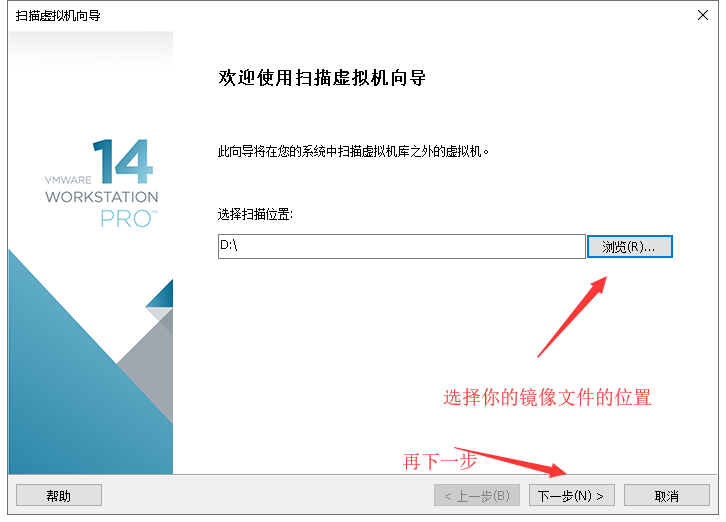 扫描虚拟机向导
欢迎使用扫描虚拟机向导
此向导将在您的系统中扫描虚拟机库之外的虚拟机。
VMWARE 14
WORKSTATION
PRO™
选择扫描位置:
D:\
浏览(R)...
选择你的镜像文件的位置
再下一步
帮助
< 上一步(B)
下一步(N) >
取消